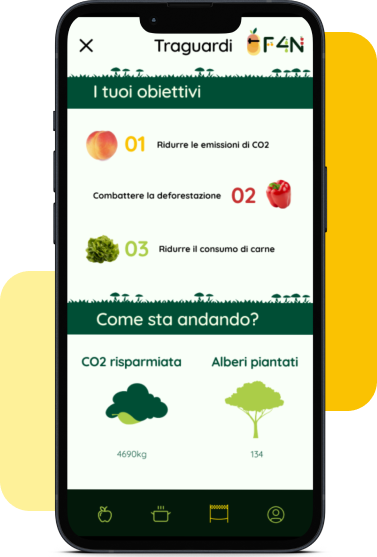 Traguardi
F4N
I tuoi obiettivi
01 Ridurre le emissioni di CO2
Combattere la deforestazione 02
03 Ridurre il consumo di carne
Come sta andando?
CO2 risparmiata
Alberi piantati
4690kg
134